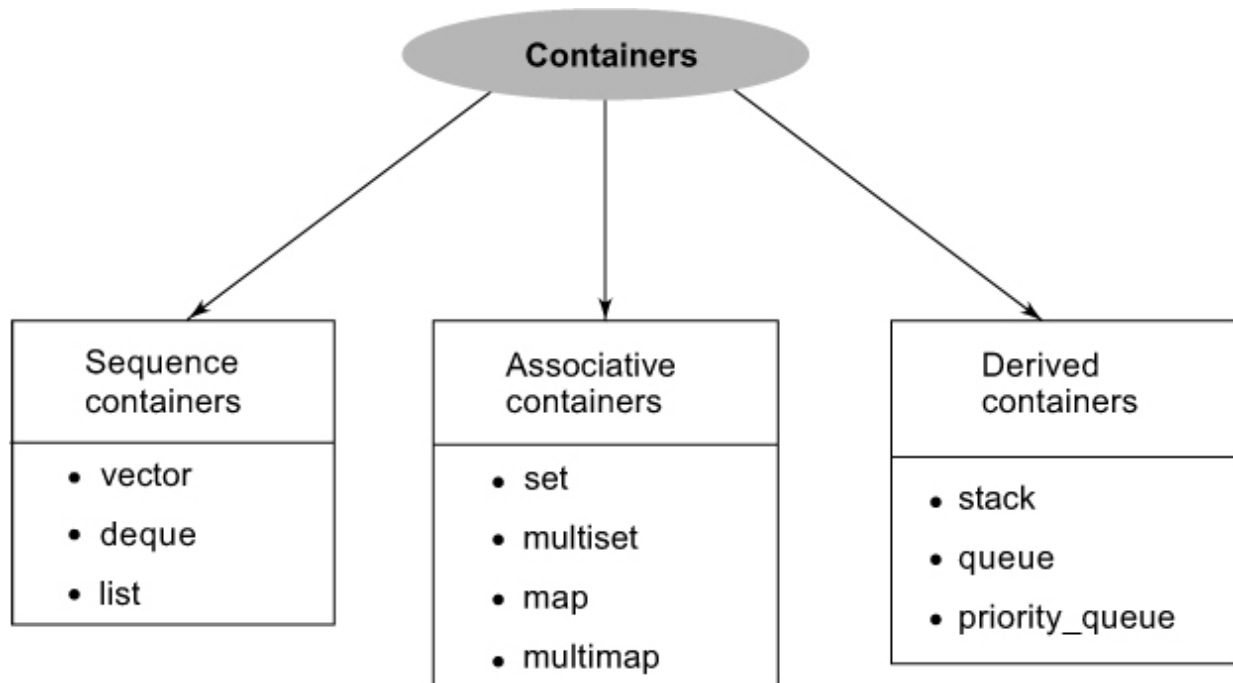 Containers
Sequence
containers
• vector
• deque
• list
Associative
containers
• set
• multiset
• map
• multimap
Derived
containers
• stack
• queue
• priority_queue